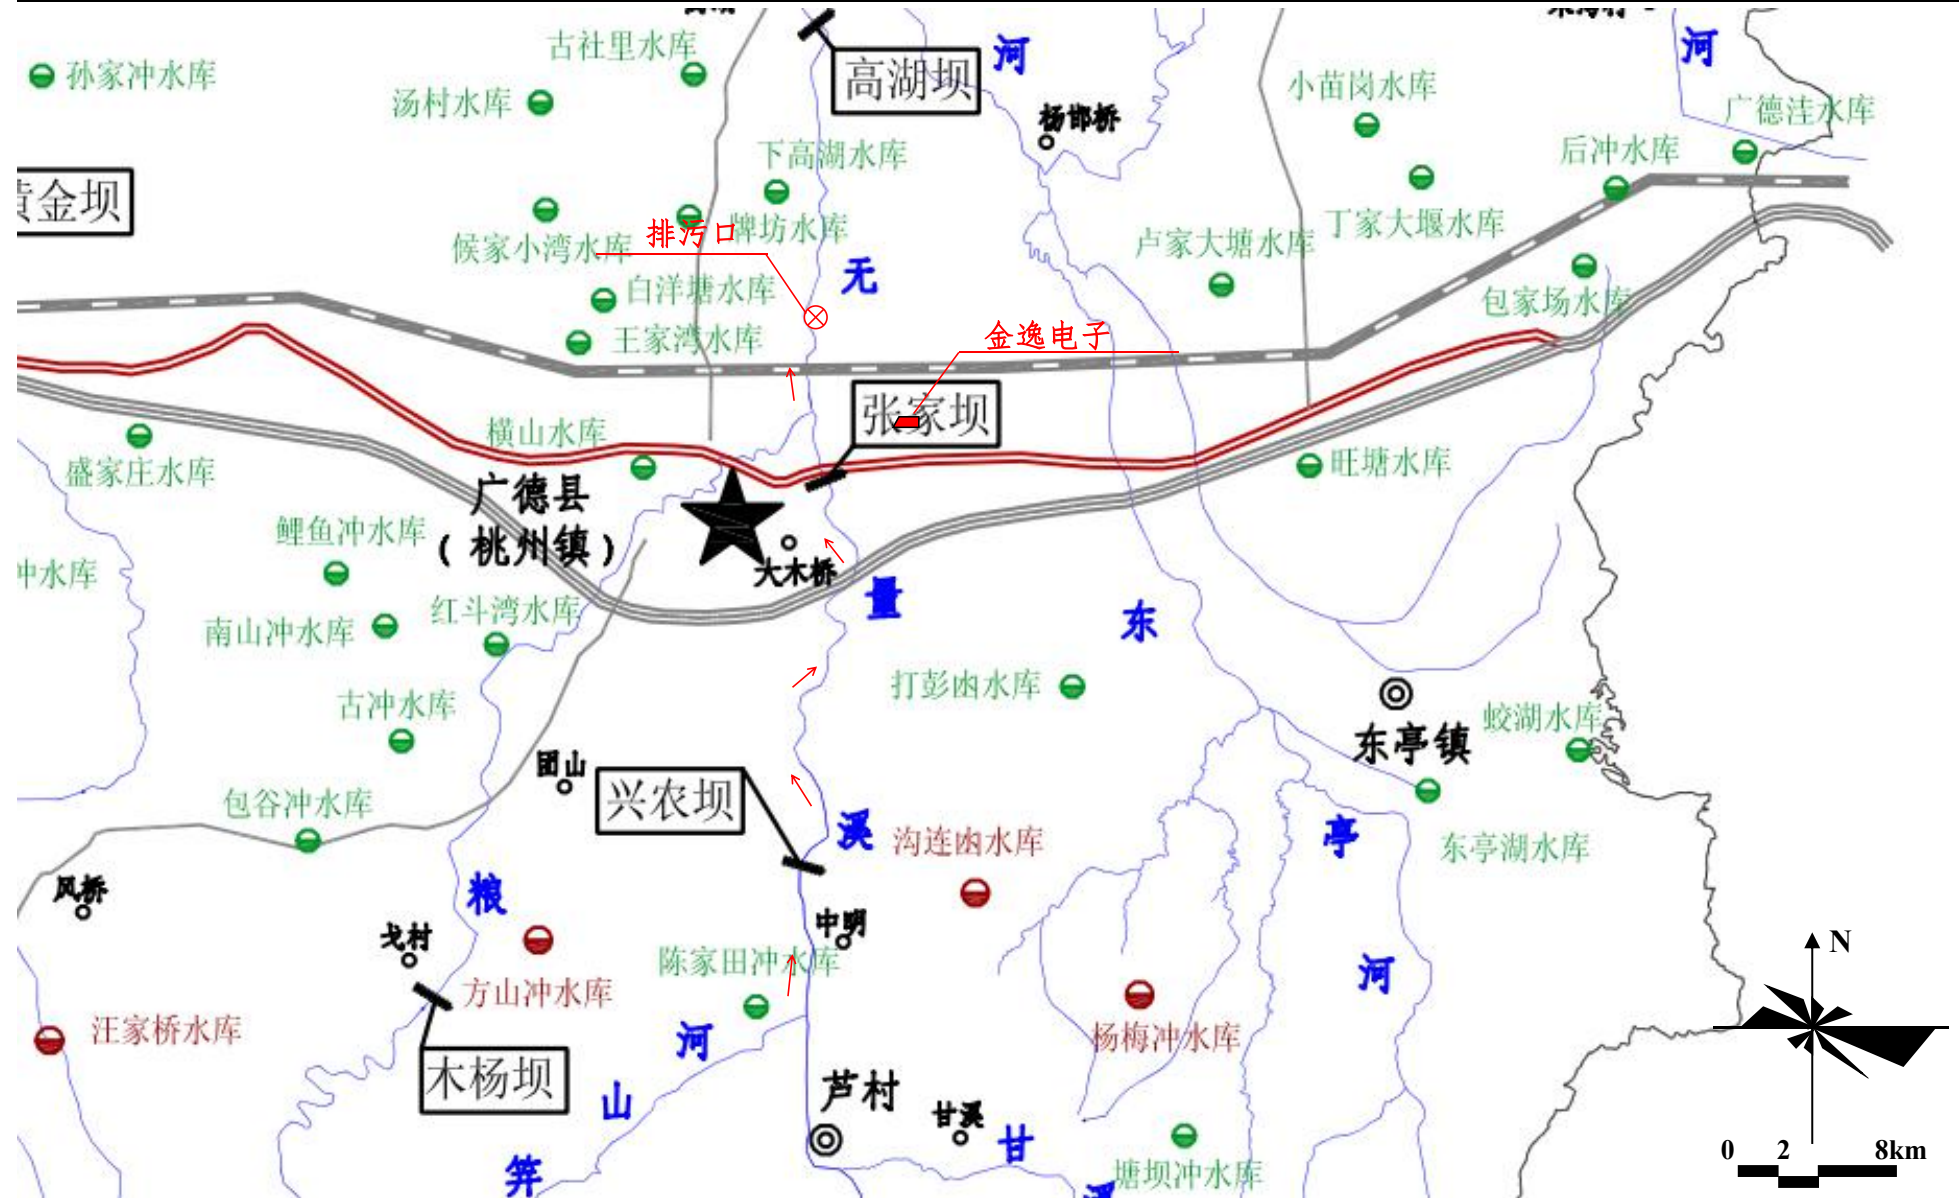 河
河
古社里水库
孙家冲水库
汤村水库
高湖坝
小苗岗水库
广德洼水库
杨邯桥
下高湖水库
后冲水库
黄金坝
候家小湾水库
排污口
牌坊水库
丁家大堰水库
卢家大塘水库
无
白洋塘水库
包家场水库
王家湾水库
金逸电子
张家坝
横山水库
盛家庄水库
旺塘水库
广德县
(桃州镇)
鲤鱼冲水库
大木桥
冲水库
量
红斗湾水库
南山冲水库
东
打彭凼水库
古冲水库
蛟湖水库
东亭镇
团山
兴农坝
包谷冲水库
溪
沟连凼水库
亭
东亭湖水库
凤桥
粮
中明
戈村
陈家田冲水库
河
N
方山冲水库
汪家桥水库
河
杨梅冲水库
木杨坝
芦村
山
甘溪
甘
0 2 8km
笄
塘坝冲水库
溪